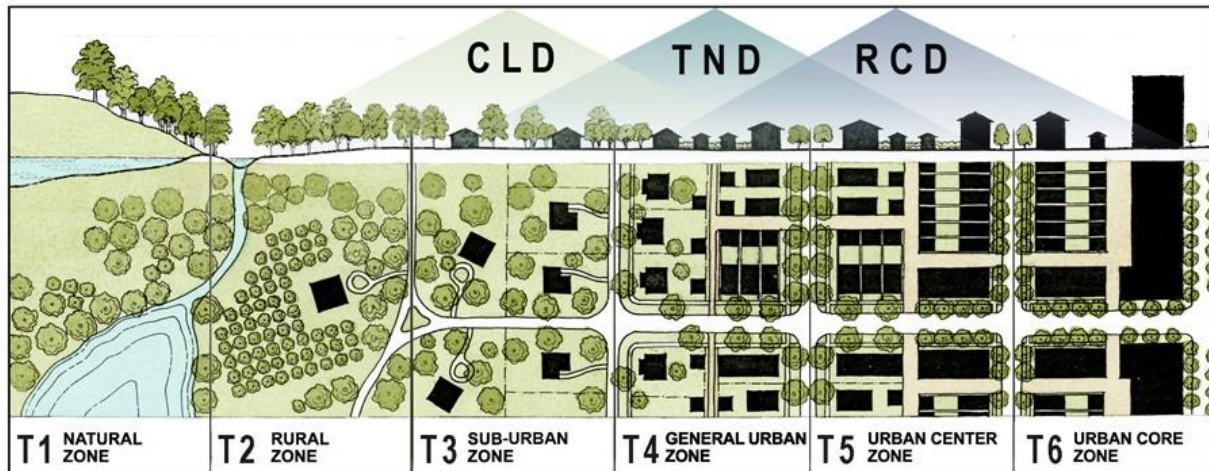 CLD
TND
RCD
T1 NATURAL
ZONE
T2 RURAL
ZONE
T3 SUB-URBAN
ZONE
T4 GENERAL URBAN
ZONE
T5 URBAN CENTER
ZONE
T6 URBAN CORE
ZONE